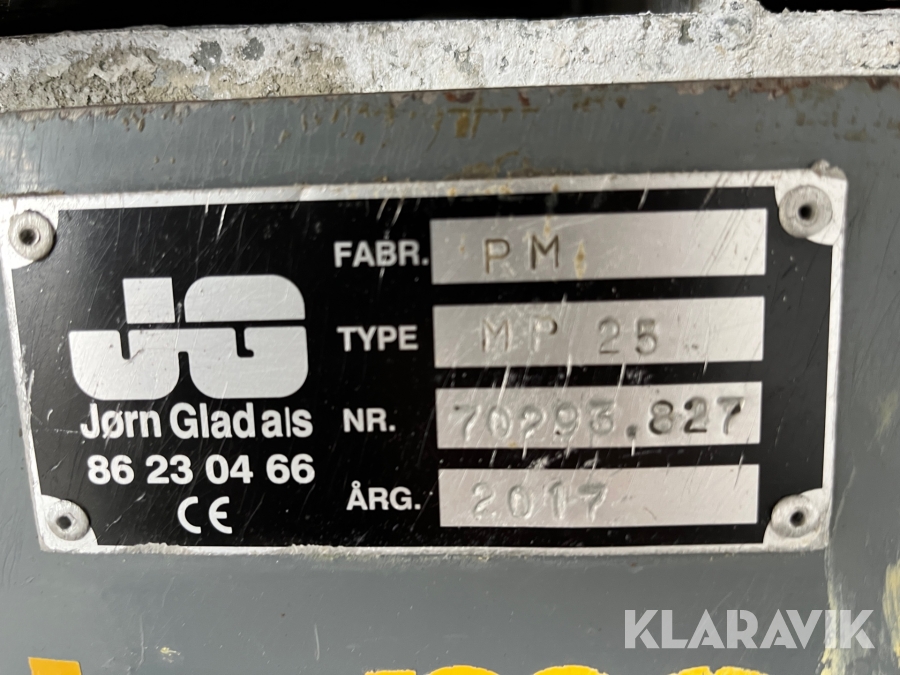 KLARAVIK
FABR. PM
JG
TYPE MP 25
Jørn Glad a/s
NR. 70293.827
86 23 04 66
ÅRG. 2017
CE
KLARAVIK